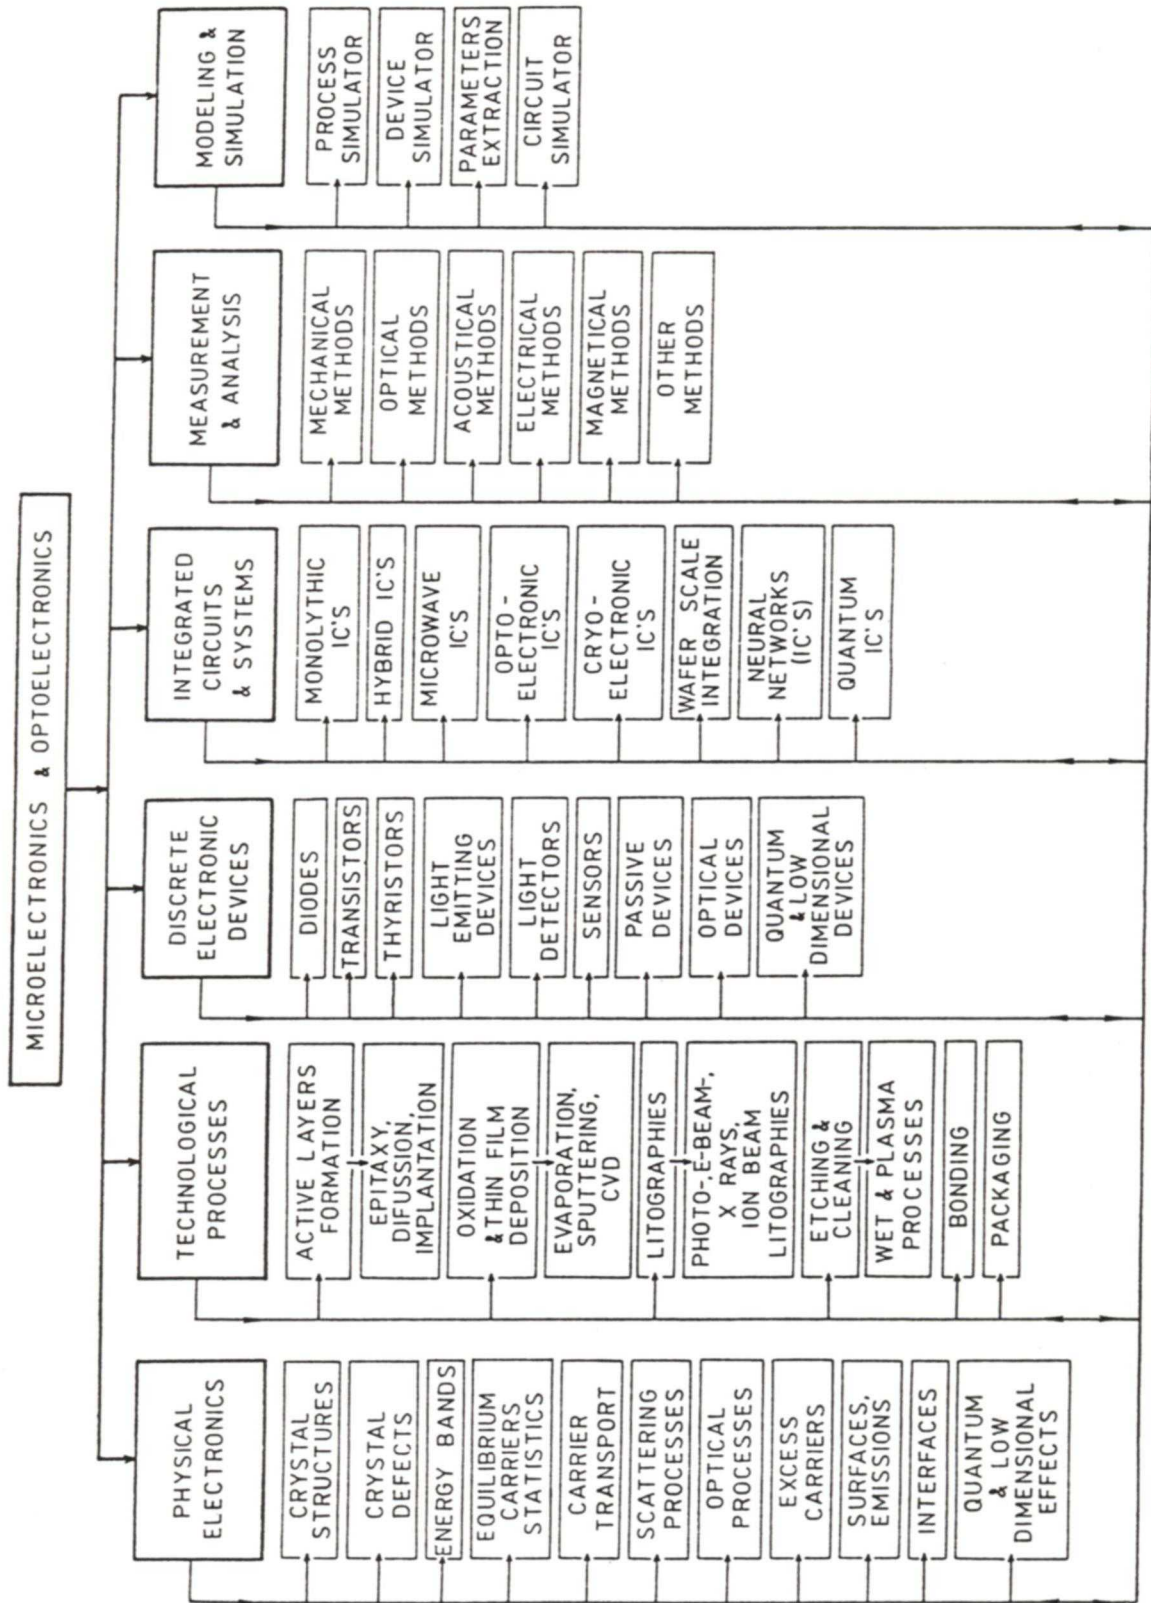 MICROELECTRONICS & OPTOELECTRONICS
PHYSICAL
ELECTRONICS
CRYSTAL
STRUCTURES
CRYSTAL
DEFECTS
ENERGY BANDS
EQUILIBRIUM
CARRIERS
STATISTICS
CARRIER
TRANSPORT
SCATTERING
PROCESSES
OPTICAL
PROCESSES
EXCESS
CARRIERS
SURFACES,
EMISSIONS
INTERFACES
QUANTUM
& LOW
DIMENSIONAL
EFFECTS
TECHNOLOGICAL
PROCESSES
ACTIVE LAYERS
FORMATION
EPITAXY,
DIFUSION,
IMPLANTATION
OXIDATION
& THIN FILM
DEPOSITION
EVAPORATION,
SPUTTERING,
CVD
LITOGRAPHIES
PHOTO-,E-BEAM-,
X RAYS,
ION BEAM
LITOGRAPHIES
ETCHING &
CLEANING
WET & PLASMA
PROCESSES
BONDING
PACKAGING
DISCRETE
ELECTRONIC
DEVICES
DIODES
TRANSISTORS
THYRISTORS
LIGHT
EMITTING
DEVICES
LIGHT
DETECTORS
SENSORS
PASSIVE
DEVICES
OPTICAL
DEVICES
QUANTUM
& LOW
DIMENSIONAL
DEVICES
INTEGRATED
CIRCUITS
& SYSTEMS
MONOLYTHIC
IC'S
HYBRID IC'S
MICROWAVE
IC'S
OPTO-
ELECTRONIC
IC'S
CRYO-
ELECTRONIC
IC'S
WAFER SCALE
INTEGRATION
NEURAL
NETWORKS
(IC'S)
QUANTUM
IC'S
MEASUREMENT
& ANALYSIS
MECHANICAL
METHODS
OPTICAL
METHODS
ACOUSTICAL
METHODS
ELECTRICAL
METHODS
MAGNETICAL
METHODS
OTHER
METHODS
MODELING &
SIMULATION
PROCESS
SIMULATOR
DEVICE
SIMULATOR
PARAMETERS
EXTRACTION
CIRCUIT
SIMULATOR